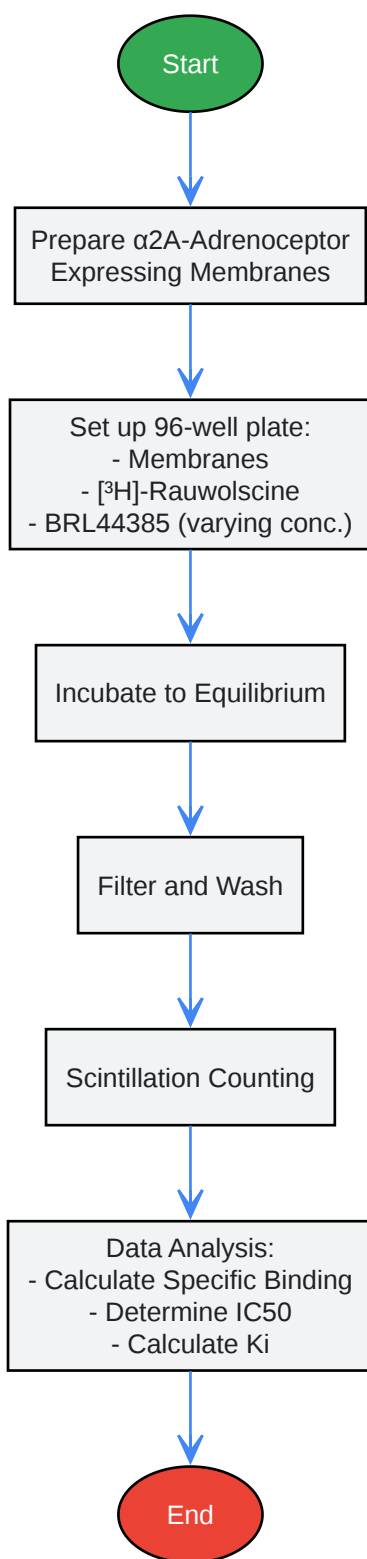 Start
Prepare α2A-Adrenoceptor
Expressing Membranes
Set up 96-well plate:
- Membranes
- [³H]-Rauwolscine
- BRL44385 (varying conc.)
Incubate to Equilibrium
Filter and Wash
Scintillation Counting
Data Analysis:
- Calculate Specific Binding
- Determine IC50
- Calculate Ki
End